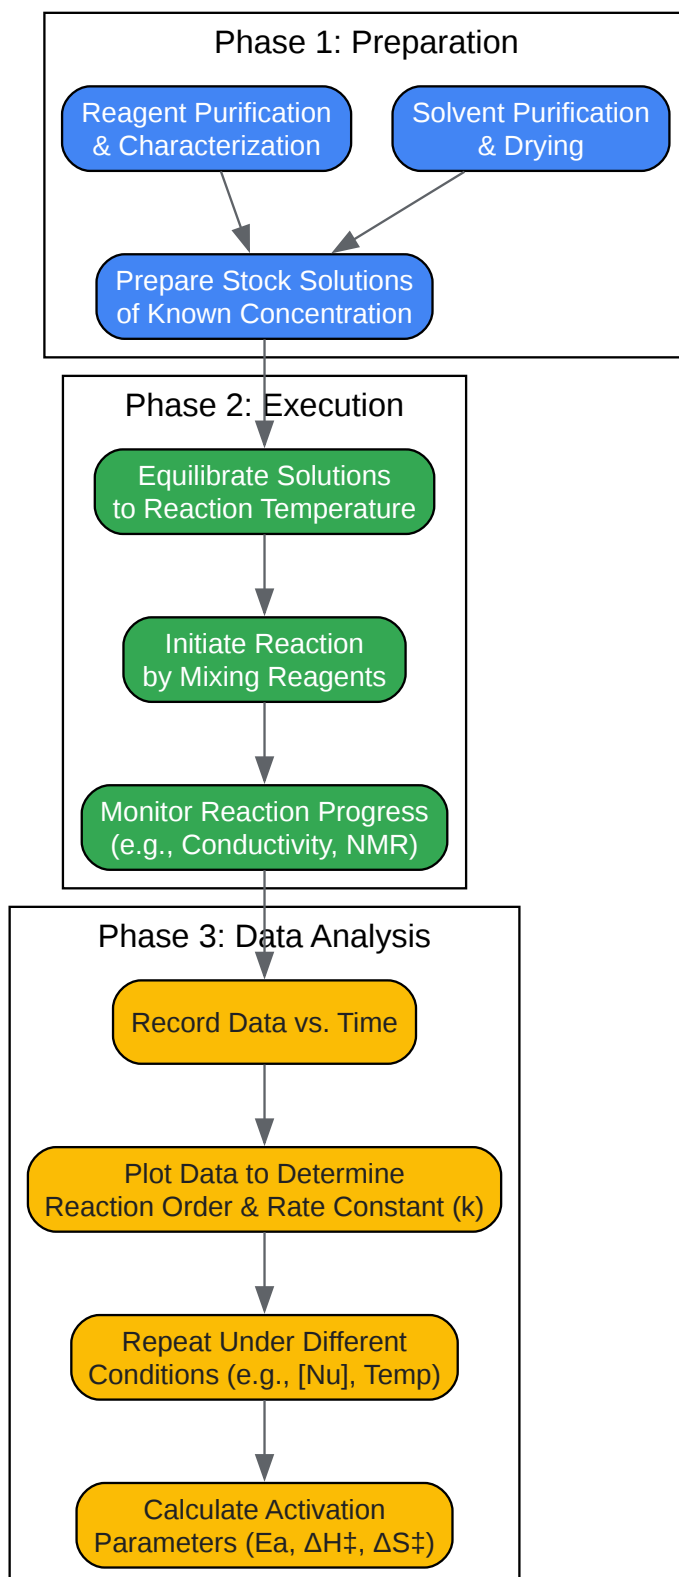 Phase 1: Preparation
Reagent Purification
& Characterization
Solvent Purification
& Drying
Prepare Stock Solutions
of Known Concentration
Phase 2: Execution
Equilibrate Solutions
to Reaction Temperature
Initiate Reaction
by Mixing Reagents
Monitor Reaction Progress
(e.g., Conductivity, NMR)
Phase 3: Data Analysis
Record Data vs. Time
Plot Data to Determine
Reaction Order & Rate Constant (k)
Repeat Under Different
Conditions (e.g., [Nu], Temp)
Calculate Activation
Parameters (Ea, ΔH‡, ΔS‡)